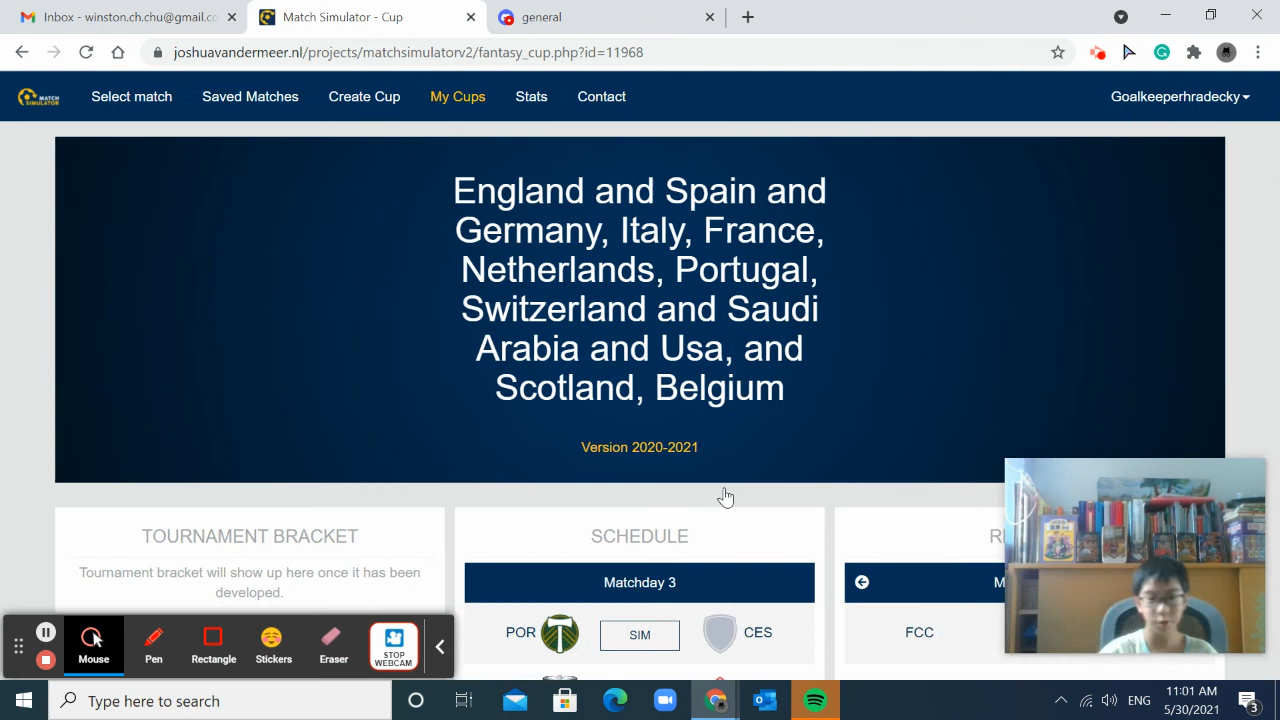 Inbox - winston.ch.chu@gmail.co
Match Simulator - Cup
general
joshuavandermeer.nl/projects/matchsimulatorv2/fantasy_cup.php?id=11968
MATCH SIMULATOR
Select match
Saved Matches
Create Cup
My Cups
Stats
Contact
Goalkeeperhradecky
England and Spain and
Germany, Italy, France,
Netherlands, Portugal,
Switzerland and Saudi
Arabia and Usa, and
Scotland, Belgium
Version 2020-2021
TOURNAMENT BRACKET
Tournament bracket will show up here once it has been
developed.
SCHEDULE
Matchday 3
POR
SIM
CES
R
M
FCC
Mouse
Pen
Rectangle
Stickers
Eraser
STOP
WEBCAM
Type here to search
ENG
11:01 AM
5/30/2021
3